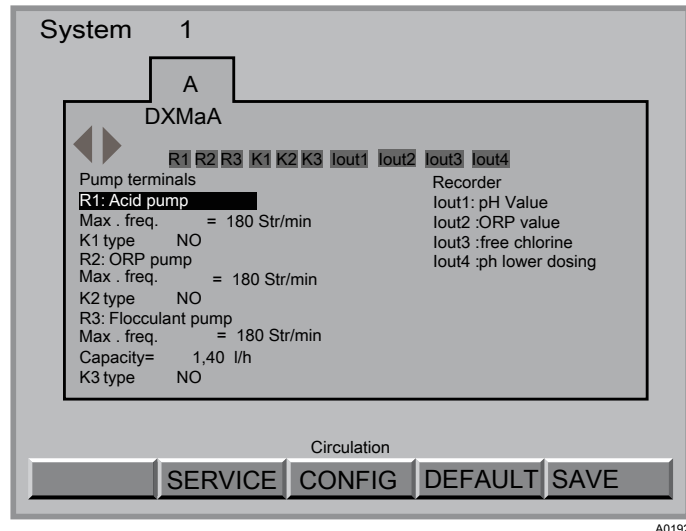 System 1
A
DXMaA
R1 R2 R3 K1 K2 K3 Iout1 Iout2 Iout3 Iout4
Pump terminals
R1: Acid pump
Max . freq. = 180 Str/min
K1 type NO
R2: ORP pump
Max . freq. = 180 Str/min
K2 type NO
R3: Flocculant pump
Max . freq. = 180 Str/min
Capacity= 1,40 l/h
K3 type NO
Recorder
Iout1: pH Value
Iout2 :ORP value
Iout3 :free chlorine
Iout4 :ph lower dosing
Circulation
SERVICE CONFIG DEFAULT SAVE